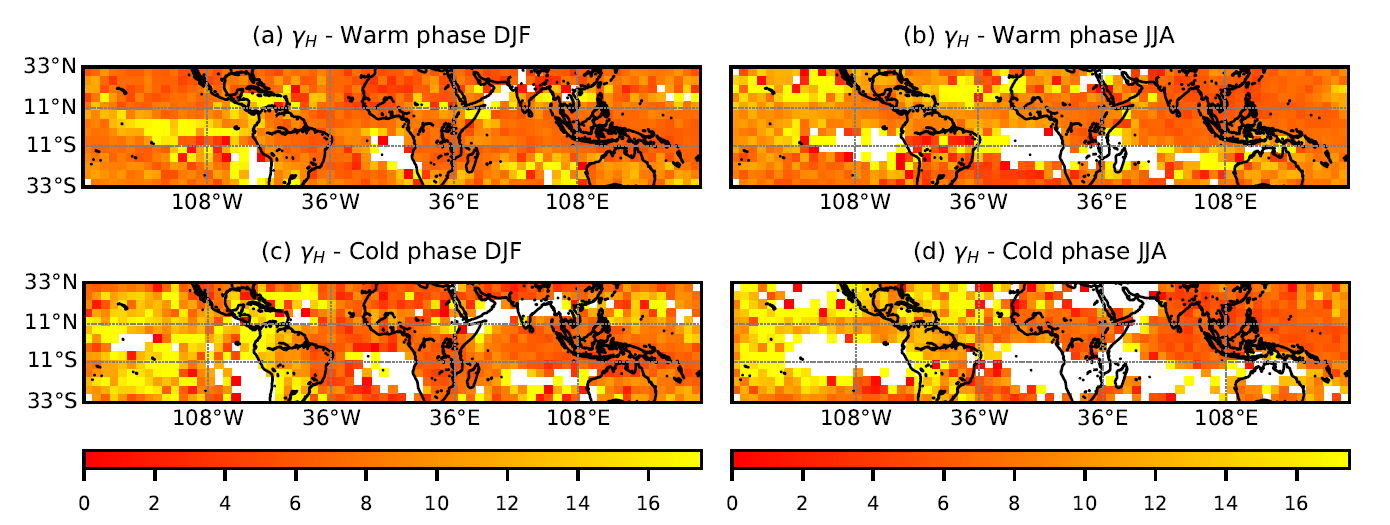 (a) γH - Warm phase DJF
(b) γH - Warm phase JJA
33°N
11°N
11°S
33°S
108°W 36°W 36°E 108°E
108°W 36°W 36°E 108°E
(c) γH - Cold phase DJF
(d) γH - Cold phase JJA
33°N
11°N
11°S
33°S
108°W 36°W 36°E 108°E
108°W 36°W 36°E 108°E
0 2 4 6 8 10 12 14 16
0 2 4 6 8 10 12 14 16